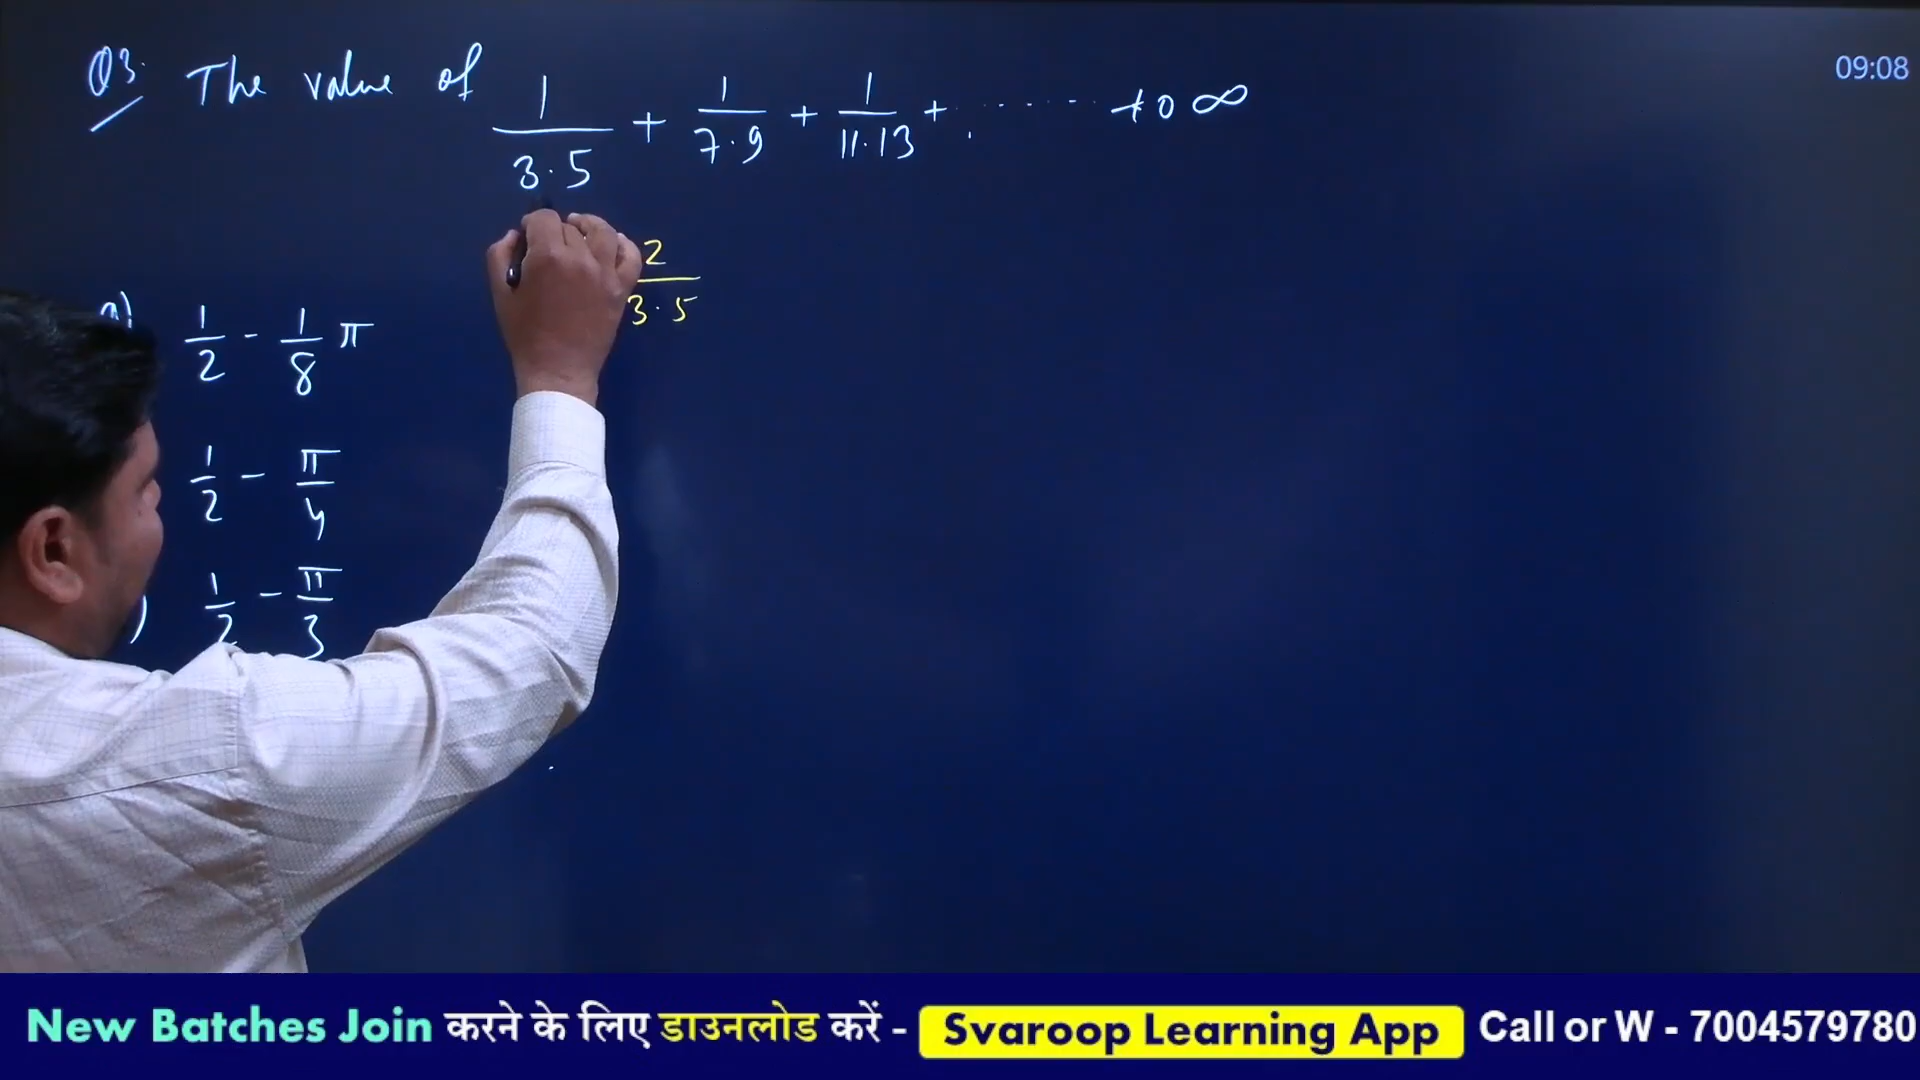 09:08
Q3. The value of 1/3·5 + 1/7·9 + 1/11·13 + ....... to ∞
2/3·5
a) 1/2 - 1/8 π
1/2 - π/4
) 1/2 - π/3
New Batches Join करने के लिए डाउनलोड करें - Svaroop Learning App Call or W - 7004579780